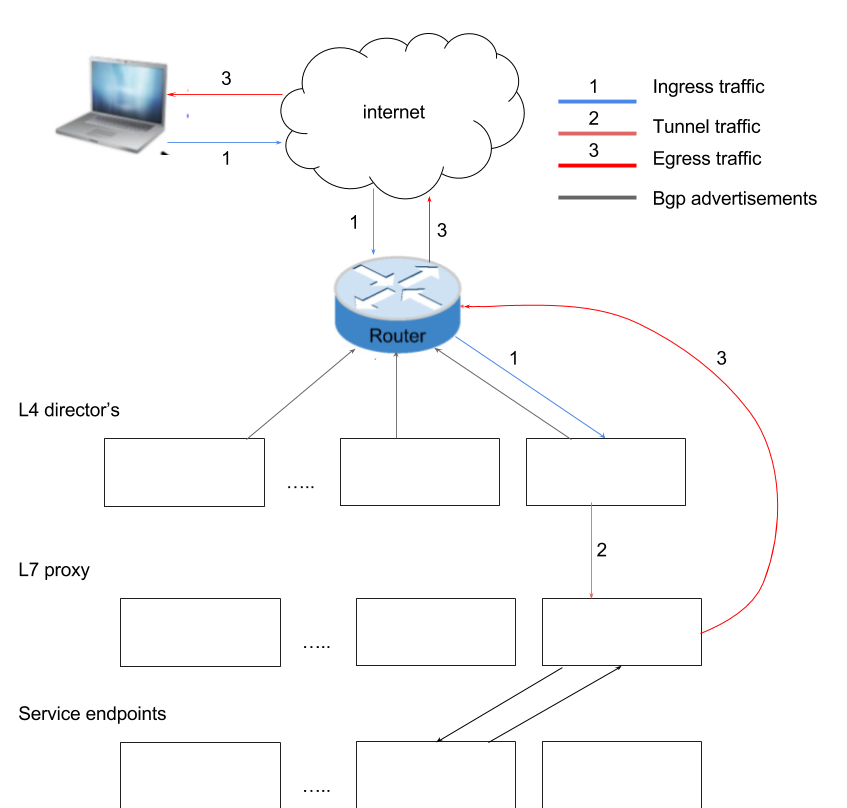 3
internet
1
1 Ingress traffic
2 Tunnel traffic
3 Egress traffic
Bgp advertisements
1
3
Router
1
3
L4 director's
.....
2
L7 proxy
.....
Service endpoints
.....